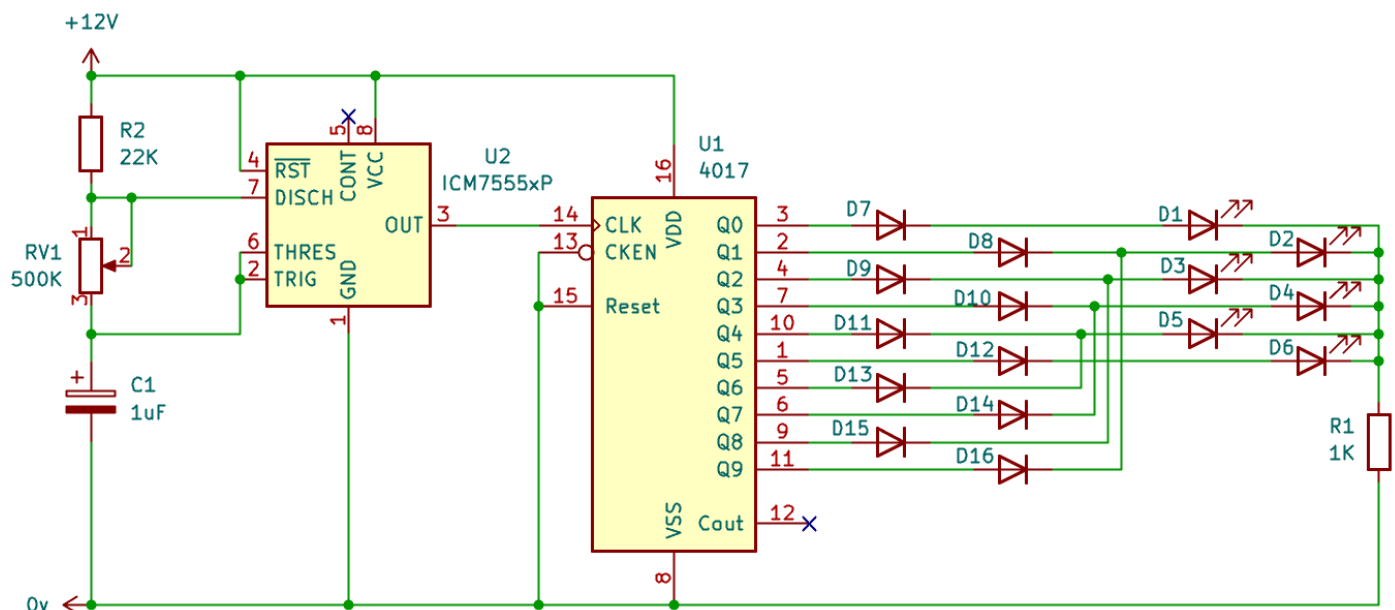 +12V
R2
22K
RV1
500K
1
2
3
+
C1
1uF
0v
4
7
6
2
5
8
1
3
RST
DISCH
THRES
TRIG
CONT
VCC
GND
OUT
U2
ICM7555xP
U1
4017
16
14
13
15
8
CLK
CKEN
Reset
VDD
VSS
Q0
Q1
Q2
Q3
Q4
Q5
Q6
Q7
Q8
Q9
Cout
3
2
4
7
10
1
5
6
9
11
12
D7
D8
D9
D10
D11
D12
D13
D14
D15
D16
D1
D2
D3
D4
D5
D6
R1
1K